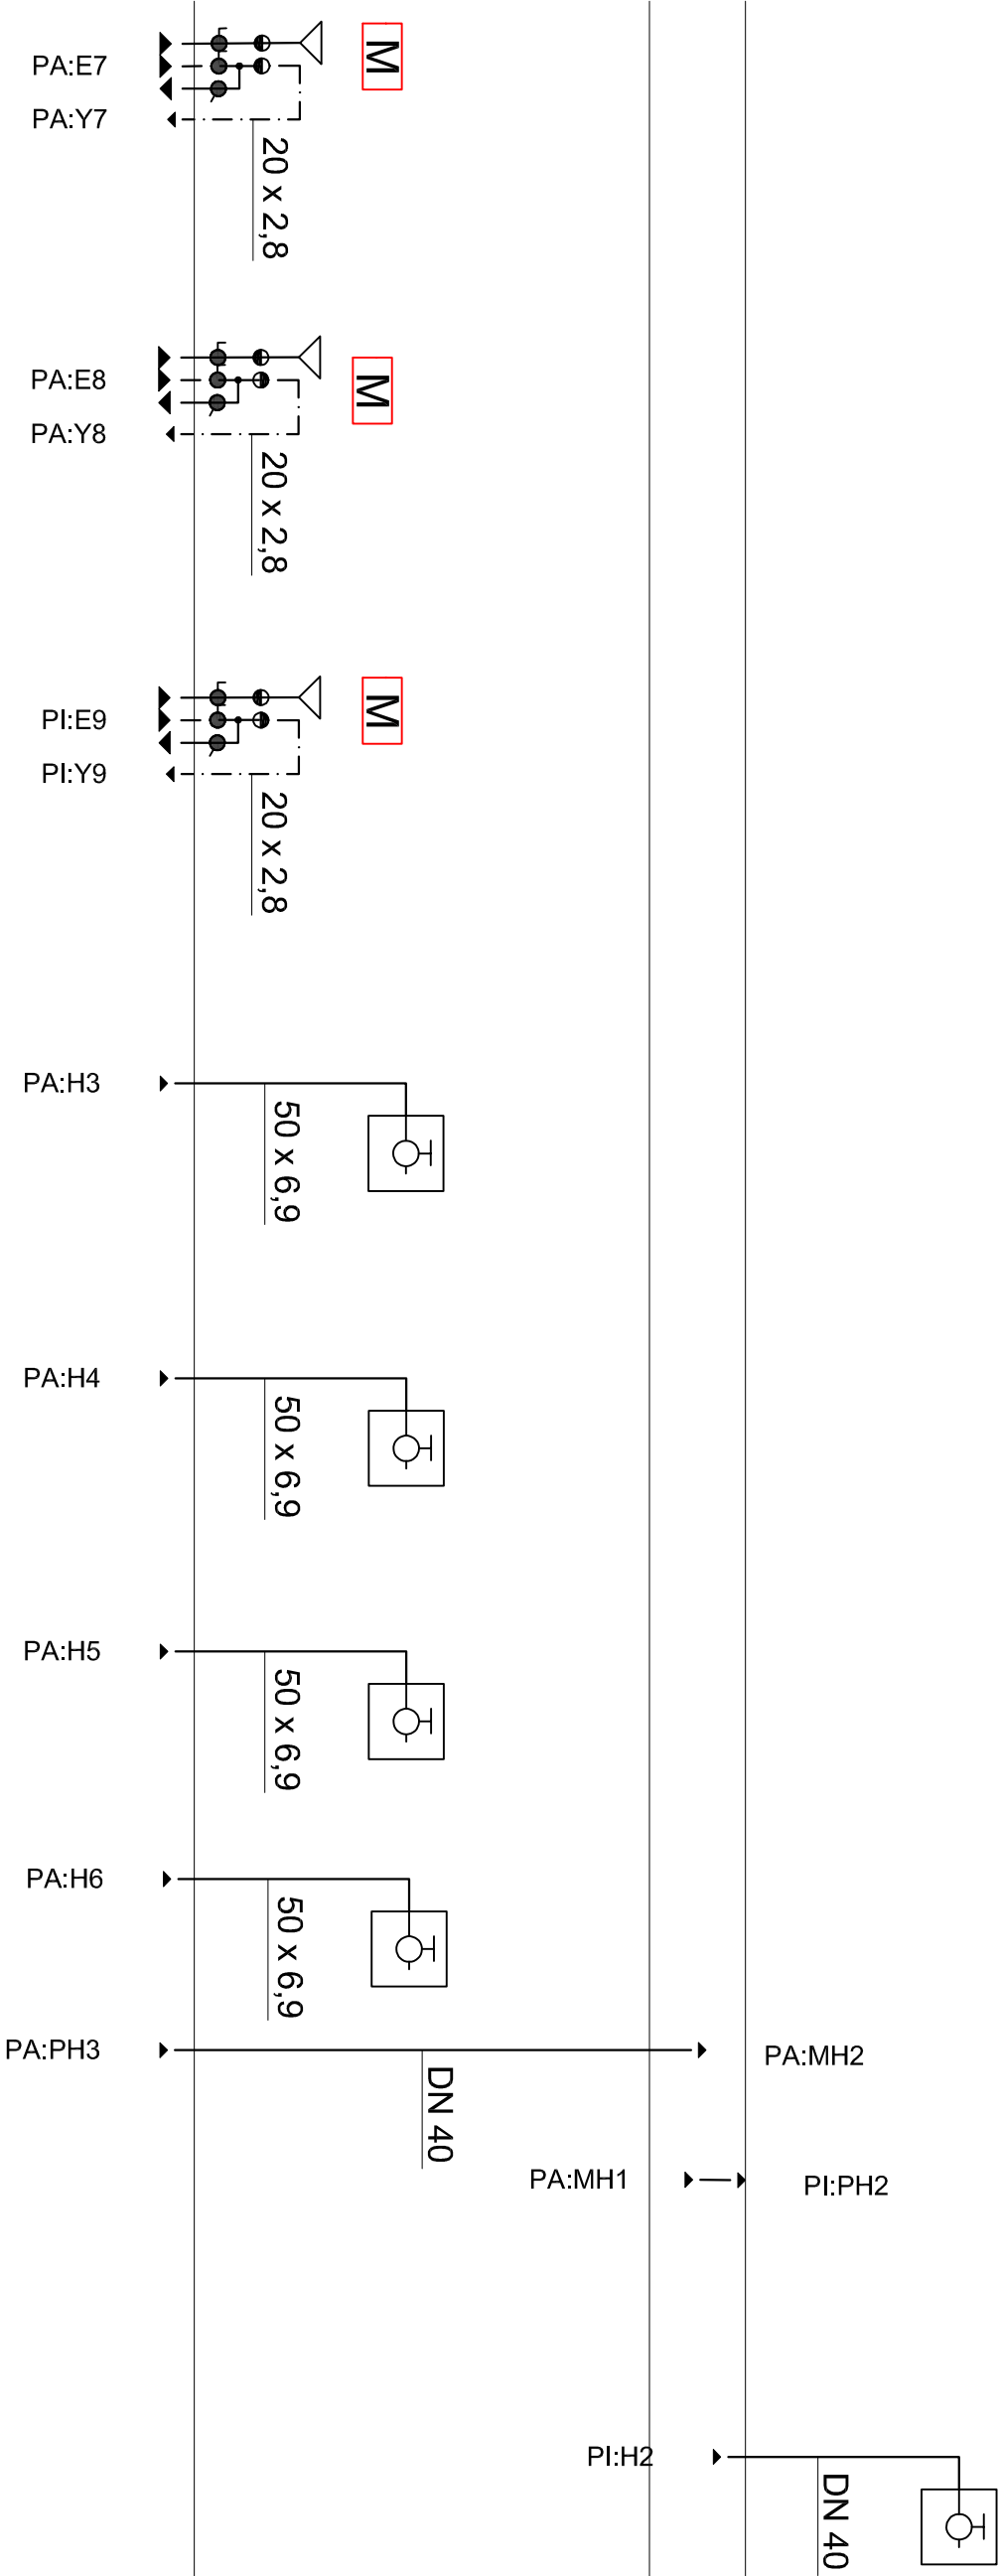 M
PA:E7
PA:Y7
20 x 2,8
M
PA:E8
PA:Y8
20 x 2,8
M
PI:E9
PI:Y9
20 x 2,8
PA:H3
50 x 6,9
PA:H4
50 x 6,9
PA:H5
50 x 6,9
PA:H6
50 x 6,9
PA:PH3
PA:MH2
DN 40
PA:MH1
PI:PH2
PI:H2
DN 40